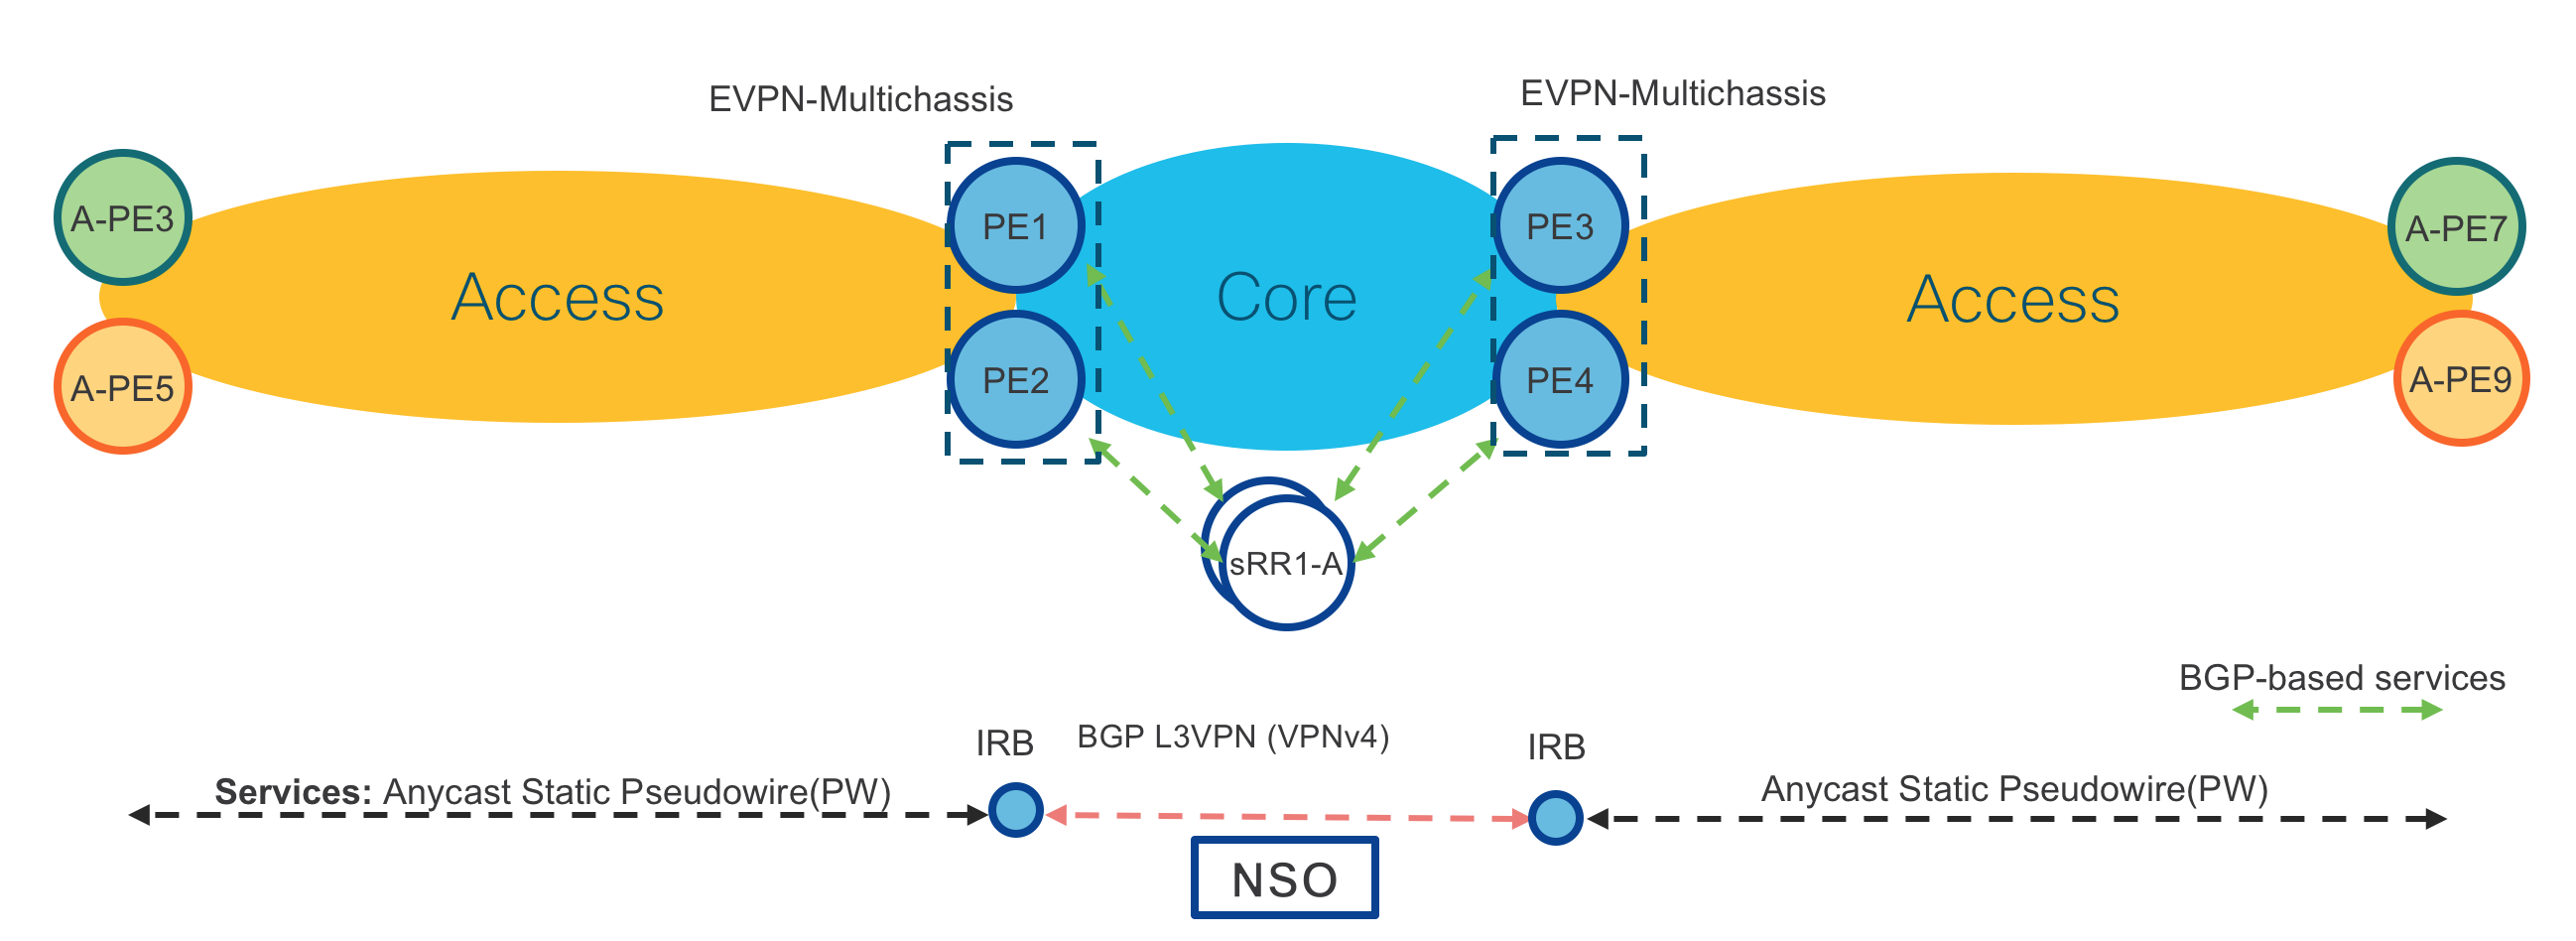 EVPN-Multichassis
EVPN-Multichassis
A-PE3
PE1
PE3
A-PE7
Access
Core
Access
A-PE5
PE2
PE4
A-PE9
sRR1-A
BGP-based services
IRB
BGP L3VPN (VPNv4)
IRB
Services: Anycast Static Pseudowire(PW)
Anycast Static Pseudowire(PW)
NSO